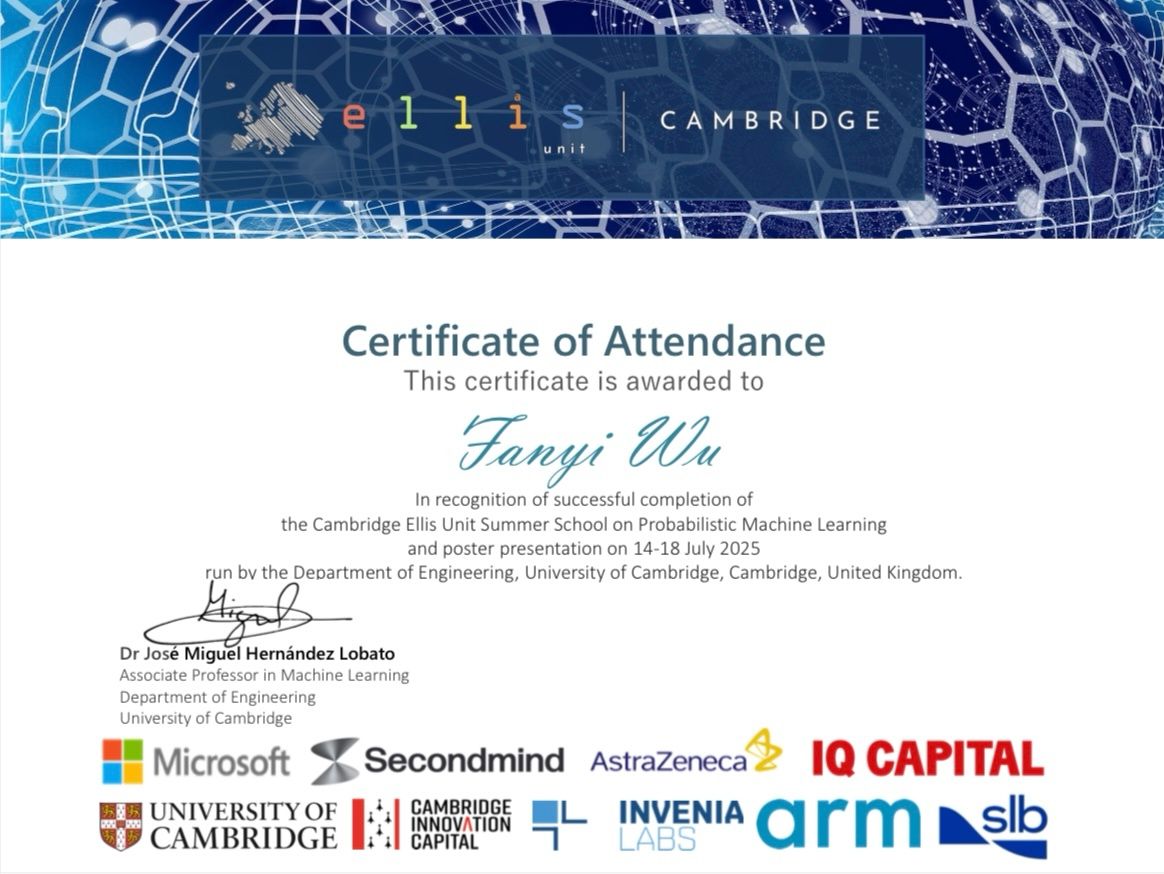 ellis
unit
CAMBRIDGE
Certificate of Attendance
This certificate is awarded to
Fanyi Wu
In recognition of successful completion of
the Cambridge Ellis Unit Summer School on Probabilistic Machine Learning
and poster presentation on 14-18 July 2025
run by the Department of Engineering, University of Cambridge, Cambridge, United Kingdom.
Miguel
Dr José Miguel Hernández Lobato
Associate Professor in Machine Learning
Department of Engineering
University of Cambridge
Microsoft Secondmind AstraZeneca IQ CAPITAL
UNIVERSITY OF
CAMBRIDGE
CAMBRIDGE
INNOVATION
CAPITAL
INVENIA
LABS
arm
slb